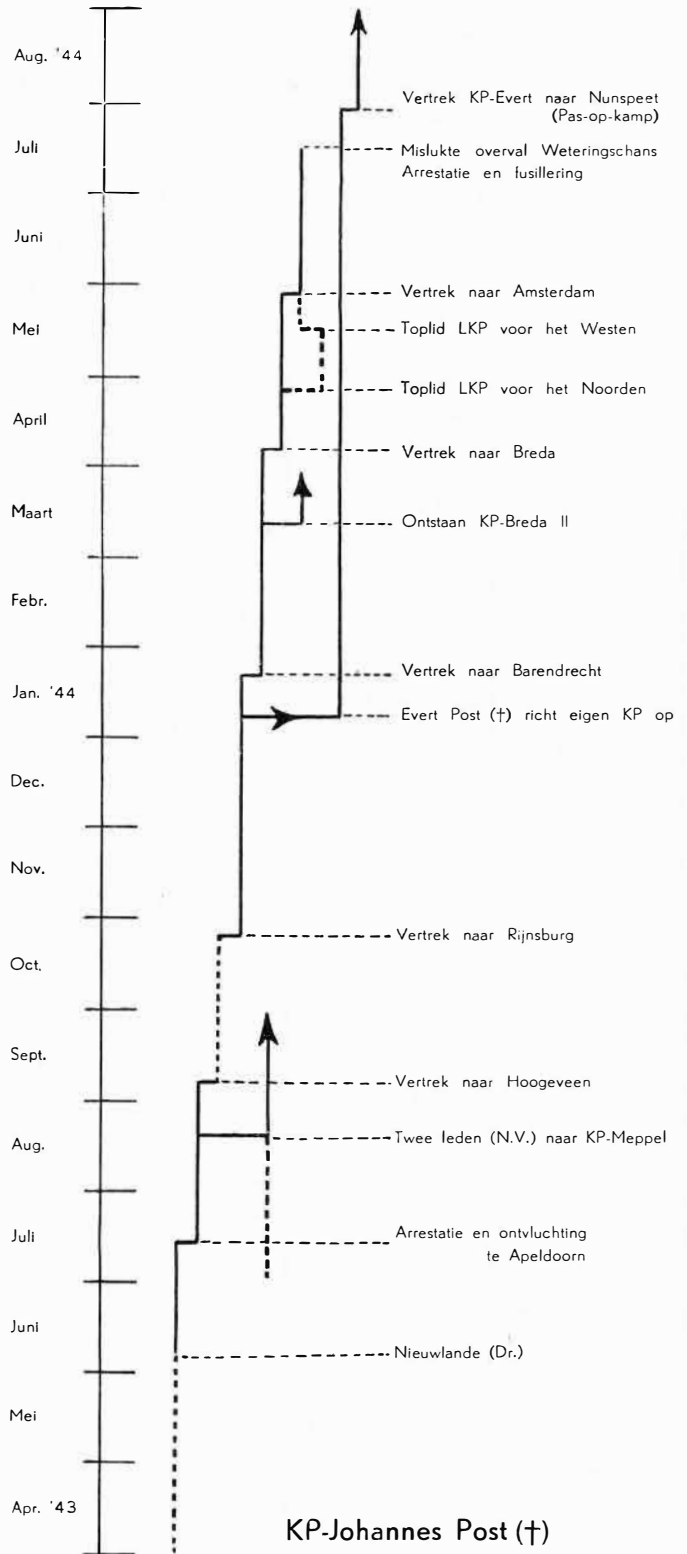 Aug. '44
Vertrek KP-Evert naar Nunspeet
(Pas-op-kamp)
Juli
Mislukte overval Weteringschans
Arrestatie en fusillering
Juni
Vertrek naar Amsterdam
Mei
Toplid LKP voor het Westen
Toplid LKP voor het Noorden
April
Vertrek naar Breda
Maart
Ontstaan KP-Breda II
Febr.
Vertrek naar Barendrecht
Jan. '44
Evert Post (†) richt eigen KP op
Dec.
Nov.
Vertrek naar Rijnsburg
Oct.
Sept.
Vertrek naar Hoogeveen
Twee leden (N.V.) naar KP-Meppel
Aug.
Juli
Arrestatie en ontvluchting
te Apeldoorn
Juni
Nieuwlande (Dr.)
Mei
Apr. '43
KP-Johannes Post (†)